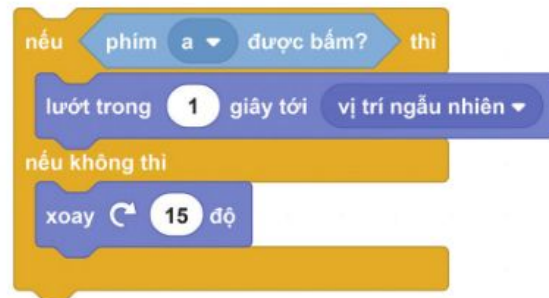 nếu phím a được bấm? thì
lướt trong 1 giây tới vị trí ngẫu nhiên
nếu không thì
xoay 15 độ